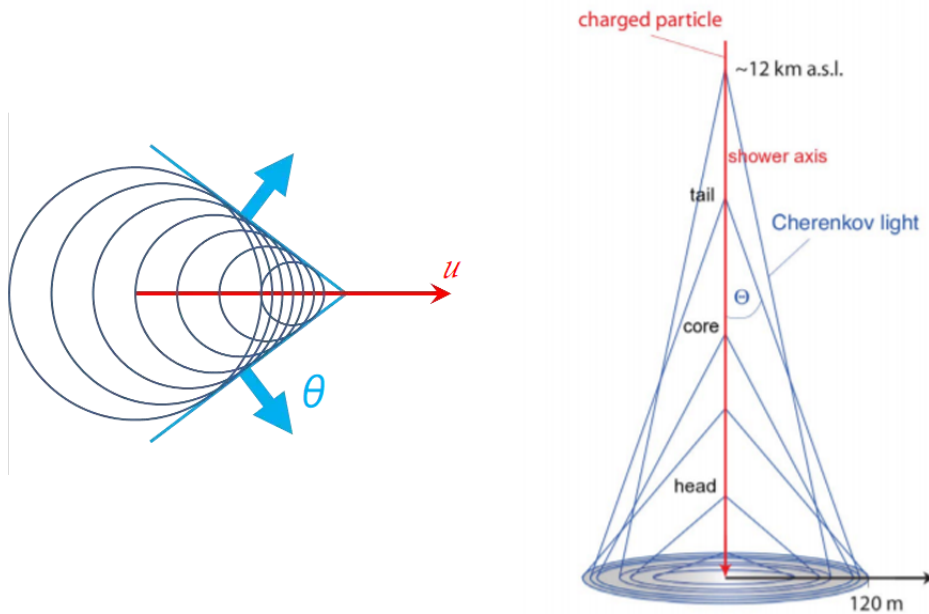 u
θ
charged particle
~12 km a.s.l.
shower axis
tail
Cherenkov light
Θ
core
head
120 m